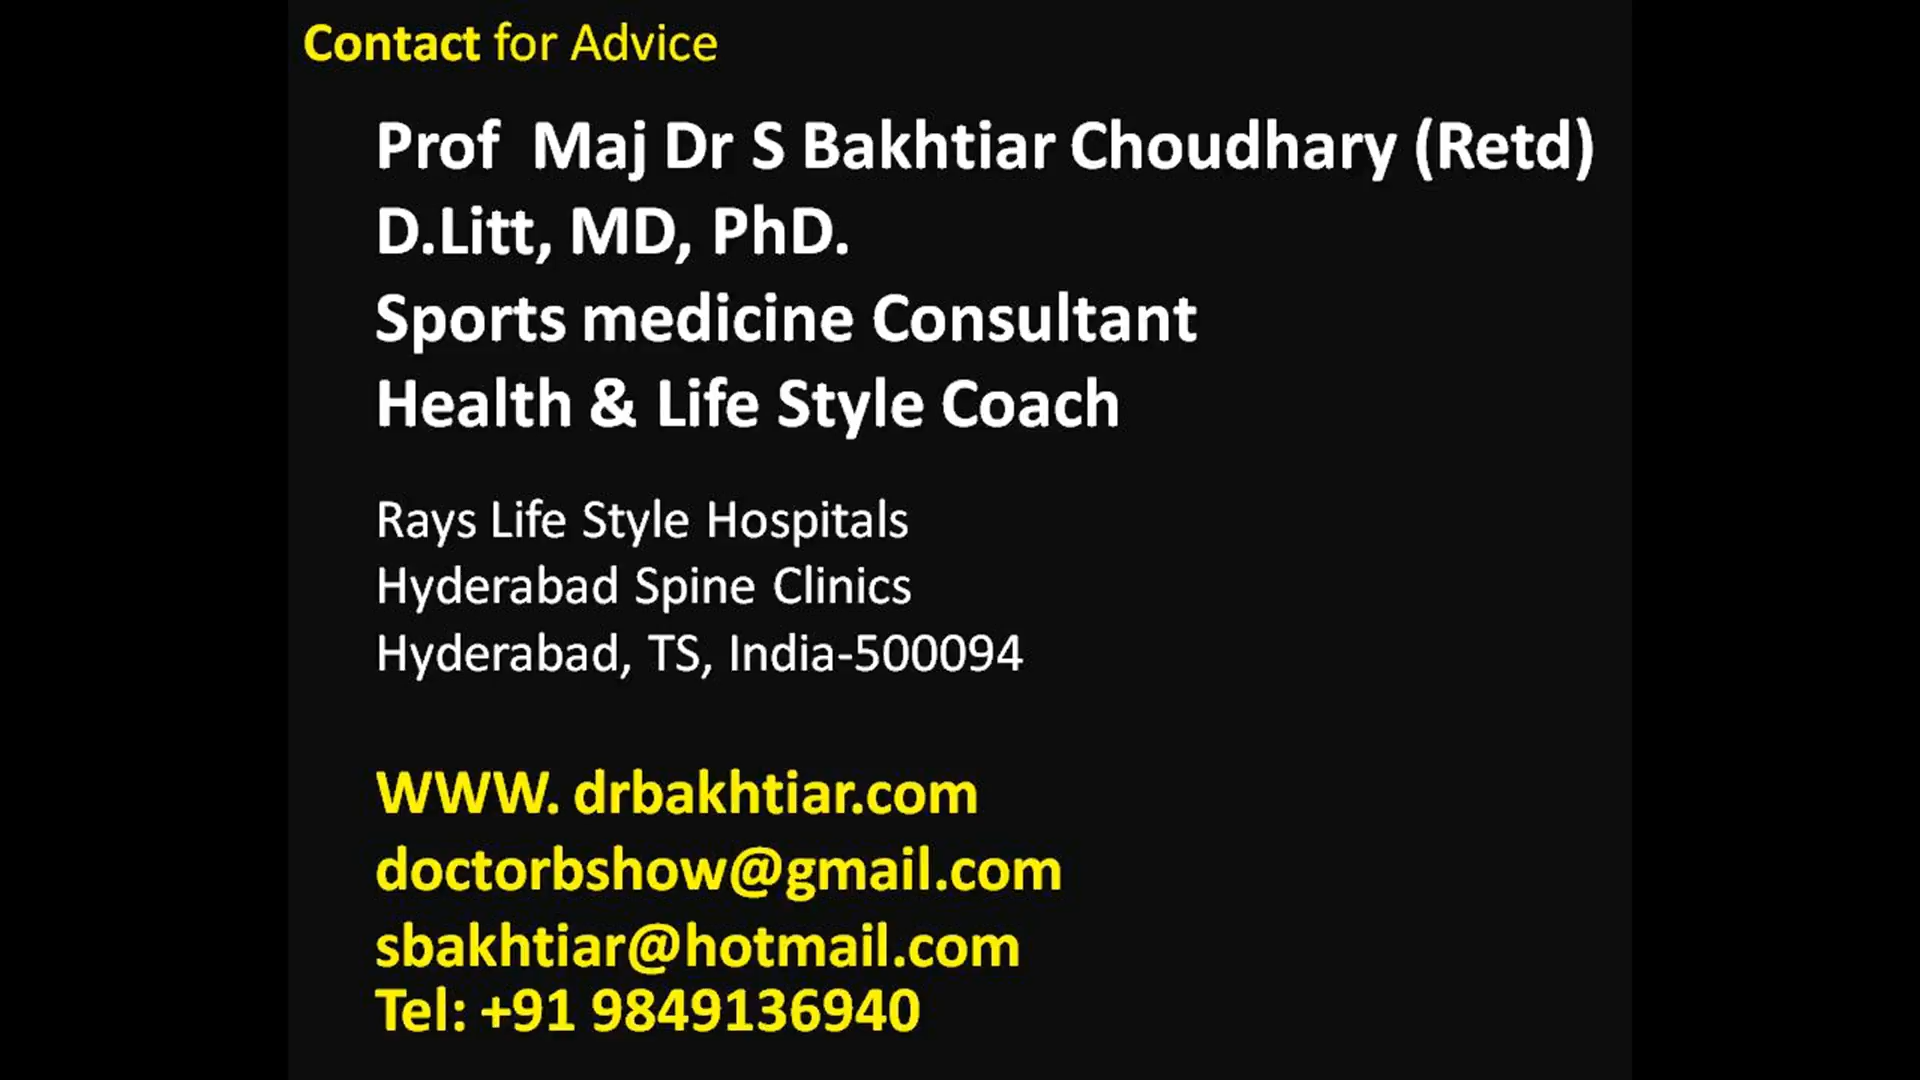 Contact for Advice
Prof Maj Dr S Bakhtiar Choudhary (Retd)
D.Litt, MD, PhD.
Sports medicine Consultant
Health & Life Style Coach
Rays Life Style Hospitals
Hyderabad Spine Clinics
Hyderabad, TS, India-500094
WWW. drbakhtiar.com
doctorbshow@gmail.com
sbakhtiar@hotmail.com
Tel: +91 9849136940